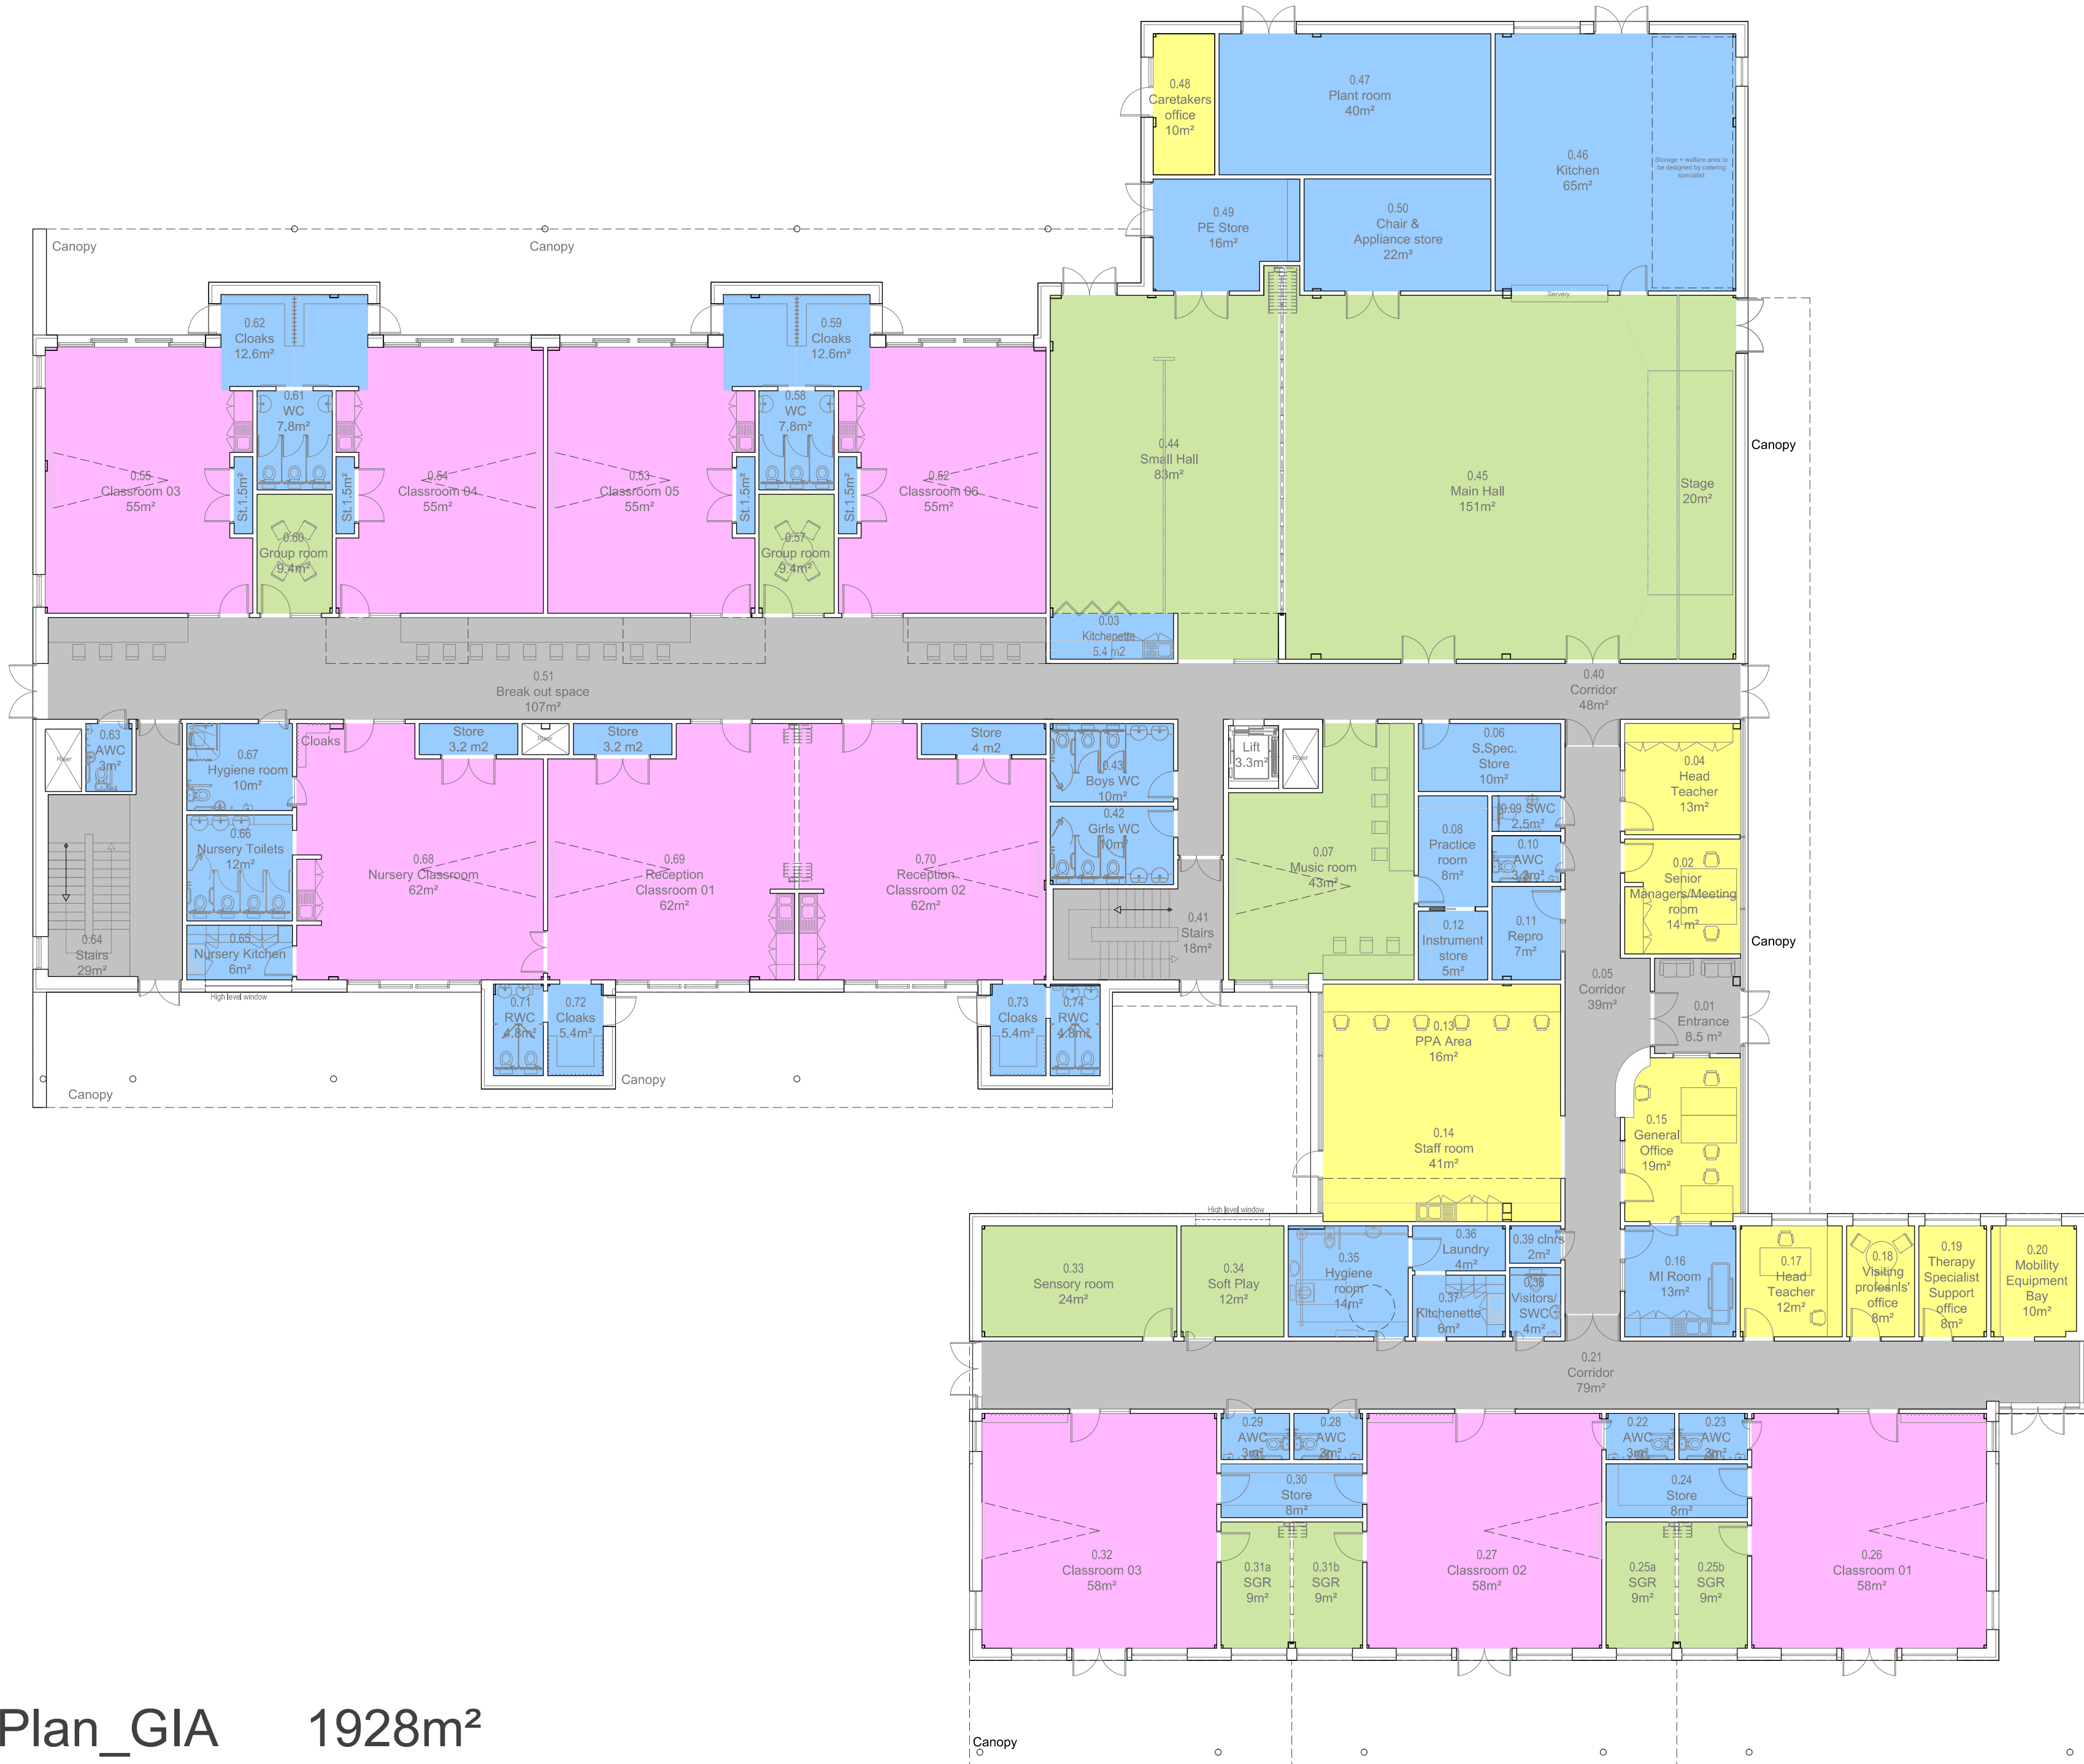 0.48
Caretakers
office
10m²
0.47
Plant room
40m²
0.46
Kitchen
65m²
Storage + welfare area to
be designed by catering
specialist
0.49
PE Store
16m²
0.50
Chair &
Appliance store
22m²
Servery
Canopy
Canopy
0.62
Cloaks
12.6m²
0.59
Cloaks
12.6m²
0.61
WC
7.8m²
0.58
WC
7.8m²
0.55
Classroom 03
55m²
St.1.5m²
St.1.5m²
0.54
Classroom 04
55m²
0.53
Classroom 05
55m²
St.1.5m²
St.1.5m²
0.52
Classroom 06
55m²
0.60
Group room
9.4m²
0.57
Group room
9.4m²
0.44
Small Hall
83m²
0.45
Main Hall
151m²
Stage
20m²
Canopy
0.03
Kitchenette
5.4 m2
0.51
Break out space
107m²
0.40
Corridor
48m²
Riser
0.63
AWC
3m²
0.67
Hygiene room
10m²
Cloaks
Store
3.2 m2
Riser
Store
3.2 m2
Store
4 m2
0.43
Boys WC
10m²
0.42
Girls WC
10m²
Lift
3.3m²
Riser
0.06
S.Spec.
Store
10m²
0.04
Head
Teacher
13m²
0.64
Stairs
29m²
0.66
Nursery Toilets
12m²
0.65
Nursery Kitchen
6m²
High level window
0.68
Nursery Classroom
62m²
0.69
Reception
Classroom 01
62m²
0.70
Reception
Classroom 02
62m²
0.41
Stairs
18m²
0.07
Music room
43m²
0.08
Practice
room
8m²
0.09 SWC
2.5m²
0.10
AWC
3.2m²
0.12
Instrument
store
5m²
0.11
Repro
7m²
0.02
Senior
Managers/Meeting
room
14 m²
Canopy
0.05
Corridor
39m²
0.01
Entrance
8.5 m²
0.71
RWC
4.8m²
0.72
Cloaks
5.4m²
0.73
Cloaks
5.4m²
0.74
RWC
4.8m²
Canopy
Canopy
0.13
PPA Area
16m²
0.14
Staff room
41m²
0.15
General
Office
19m²
High level window
0.33
Sensory room
24m²
0.34
Soft Play
12m²
0.35
Hygiene
room
14m²
0.36
Laundry
4m²
0.37
Kitchenette
6m²
0.39 clnrs
2m²
0.38
Visitors/
SWC
4m²
0.16
MI Room
13m²
0.17
Head
Teacher
12m²
0.18
Visiting
profesnls'
office
8m²
0.19
Therapy
Specialist
Support
office
8m²
0.20
Mobility
Equipment
Bay
10m²
0.21
Corridor
79m²
0.29
AWC
3m²
0.28
AWC
3m²
0.22
AWC
3m²
0.23
AWC
3m²
0.30
Store
8m²
0.24
Store
8m²
0.32
Classroom 03
58m²
0.31a
SGR
9m²
0.31b
SGR
9m²
0.27
Classroom 02
58m²
0.25a
SGR
9m²
0.25b
SGR
9m²
0.26
Classroom 01
58m²
Plan_GIA 1928m²
Canopy